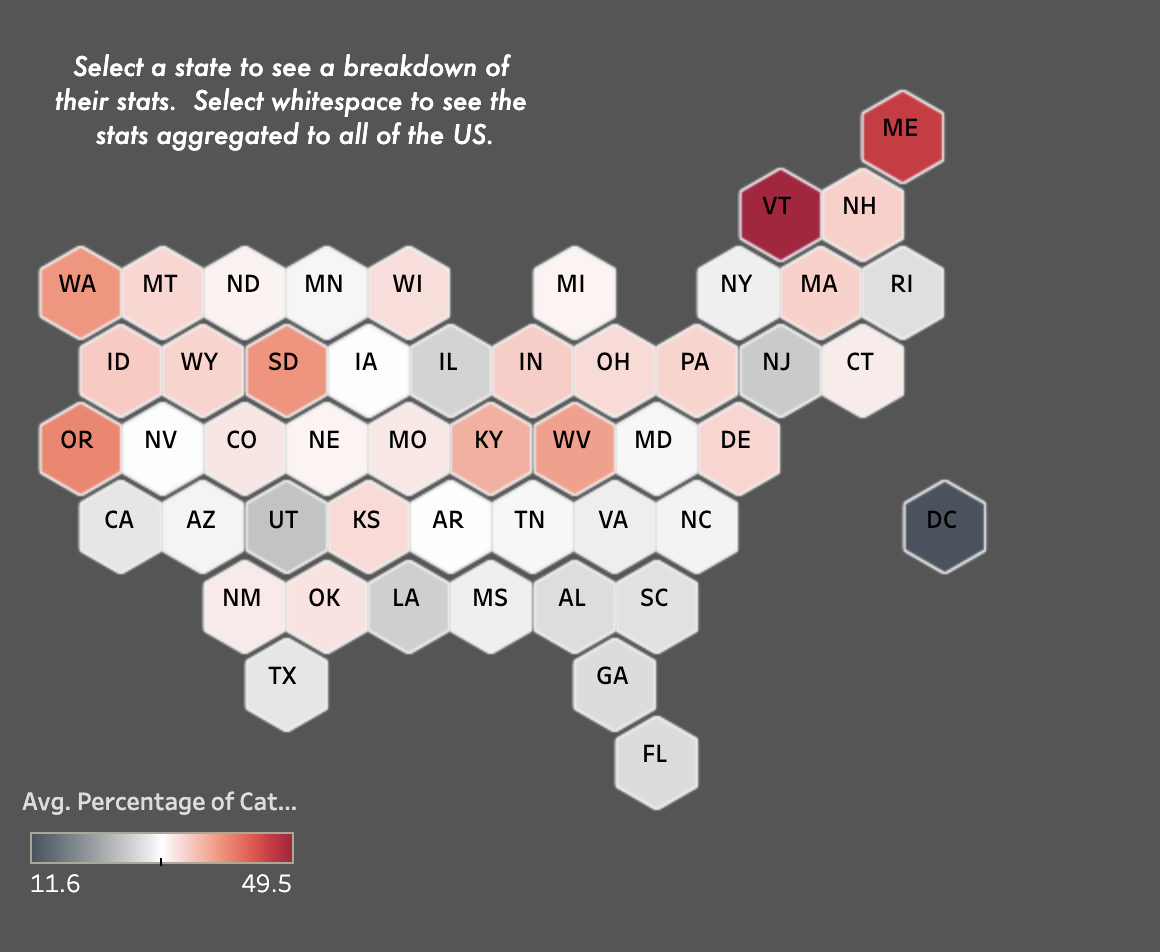 Select a state to see a breakdown of
their stats.  Select whitespace to see the
stats aggregated to all of the US.
ME
VT NH
WA MT ND MN WI MI NY MA RI
ID WY SD IA IL IN OH PA NJ CT
OR NV CO NE MO KY WV MD DE
CA AZ UT KS AR TN VA NC DC
NM OK LA MS AL SC
TX GA
FL
Avg. Percentage of Cat...
11.6 49.5